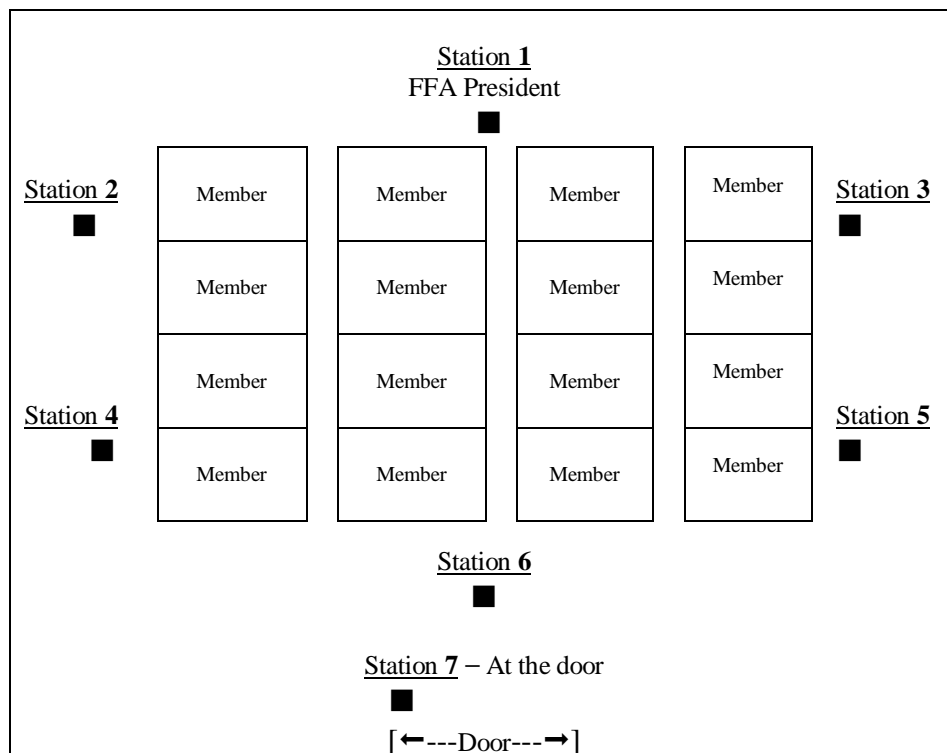 Station 1
FFA President
Station 2
Member Member Member Member
Station 3
Member Member Member Member
Station 4
Member Member Member Member
Station 5
Member Member Member Member
Station 6
Station 7 – At the door
[←---Door---→]